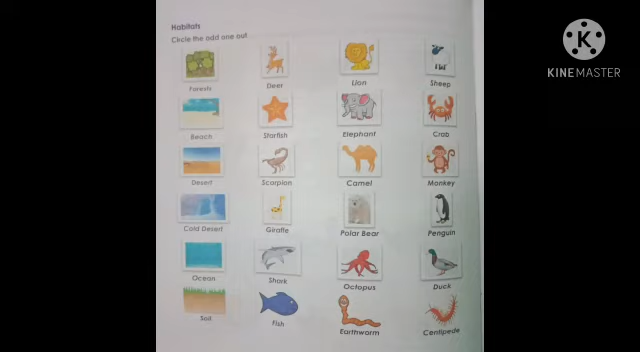 Habitats
Circle the odd one out
Forests Deer Lion Sheep
Beach Starfish Elephant Crab
Desert Scorpion Camel Monkey
Cold Desert Giraffe Polar Bear Penguin
Ocean Shark Octopus Duck
Soil Fish Earthworm Centipede
K
KINEMASTER